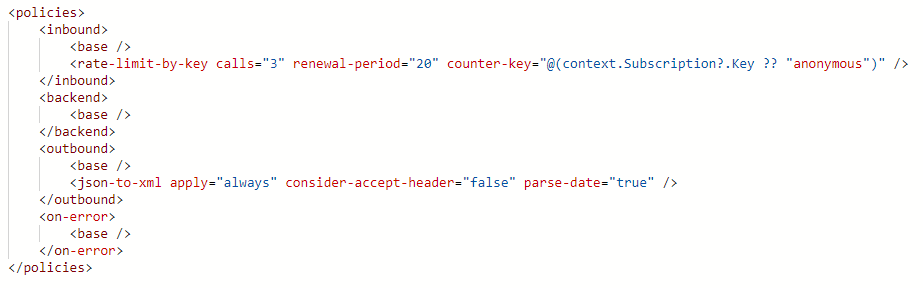 <policies>
<inbound>
<base />
<rate-limit-by-key calls="3" renewal-period="20" counter-key="@(context.Subscription?.Key ?? "anonymous")" />
</inbound>
<backend>
<base />
</backend>
<outbound>
<base />
<json-to-xml apply="always" consider-accept-header="false" parse-date="true" />
</outbound>
<on-error>
<base />
</on-error>
</policies>